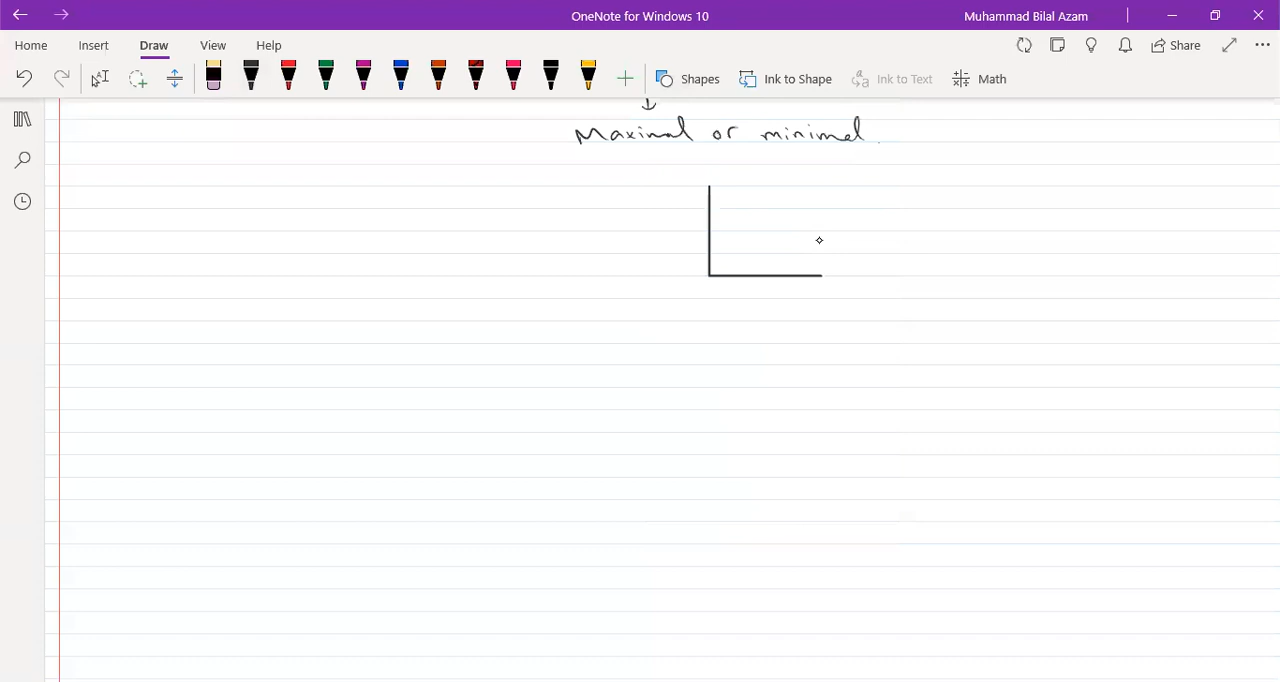 OneNote for Windows 10
Muhammad Bilal Azam
Home Insert Draw View Help
Share
Shapes Ink to Shape Ink to Text Math
Maximal or minimal